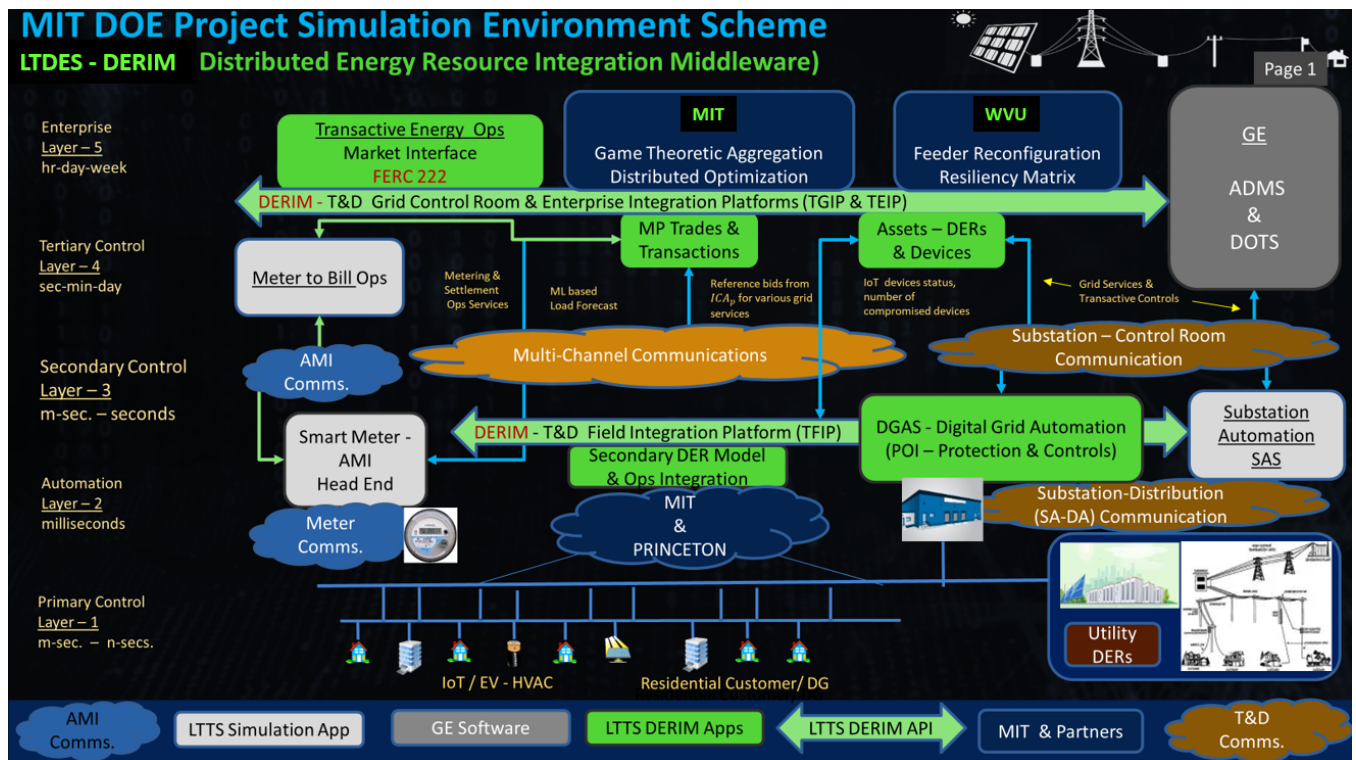 MIT DOE Project Simulation Environment Scheme
LTDES - DERIM Distributed Energy Resource Integration Middleware)
Page 1
Enterprise
Layer – 5
hr-day-week
Transactive Energy Ops
Market Interface
FERC 222
MIT
Game Theoretic Aggregation
Distributed Optimization
WVU
Feeder Reconfiguration
Resiliency Matrix
GE
ADMS
&
DOTS
DERIM - T&D Grid Control Room & Enterprise Integration Platforms (TGIP & TEIP)
Tertiary Control
Layer – 4
sec-min-day
Meter to Bill Ops
MP Trades &
Transactions
Assets – DERs
& Devices
Metering &
Settlement
Ops Services
ML based
Load Forecast
Reference bids from
ICAp for various grid
services
IoT devices status,
number of
compromised devices
Grid Services &
Transactive Controls
Multi-Channel Communications
Substation – Control Room
Communication
AMI
Comms.
Secondary Control
Layer – 3
m-sec. – seconds
Smart Meter -
AMI
Head End
DERIM - T&D Field Integration Platform (TFIP)
DGAS - Digital Grid Automation
(POI – Protection & Controls)
Substation
Automation
SAS
Secondary DER Model
& Ops Integration
Automation
Layer – 2
milliseconds
MIT
&
PRINCETON
Substation-Distribution
(SA-DA) Communication
Meter
Comms.
Primary Control
Layer – 1
m-sec. – n-secs.
Utility
DERs
IoT / EV - HVAC
Residential Customer/ DG
AMI
Comms.
LTTS Simulation App
GE Software
LTTS DERIM Apps
LTTS DERIM API
MIT & Partners
T&D
Comms.